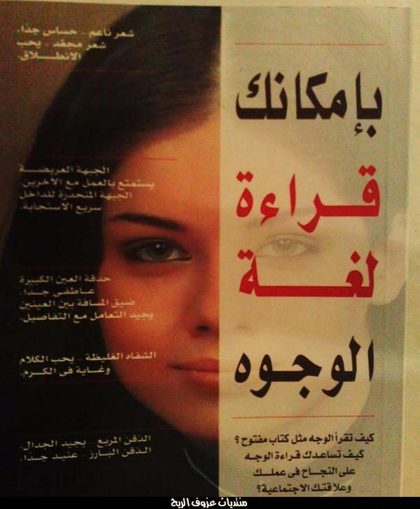 بإمكانك
قراءة
لغة
الوجوه
شعر ناعم .. حساس جداً.
شعر مجعد .. يحب
الانطلاق.
الجبهة العريضة
يستمتع بالعمل مع الآخرين.
الجبهة المنحدرة للداخل
سريع الاستجابة.
حدقة العين الكبيرة
عاطفى جداً.
ضيق المسافة بين العينين
يجيد التعامل مع التفاصيل.
الشفاه الغليظة .. يحب الكلام
وغاية فى الكرم.
الذقن المربع .. يجيد الجدال.
الذقن البارز .. عنيد جداً.
كيف تقرأ الوجه مثل كتاب مفتوح ؟
كيف تساعدك قراءة الوجه
على النجاح فى عملك
وعلاقتك الاجتماعية؟
منتديات عزوف الريح